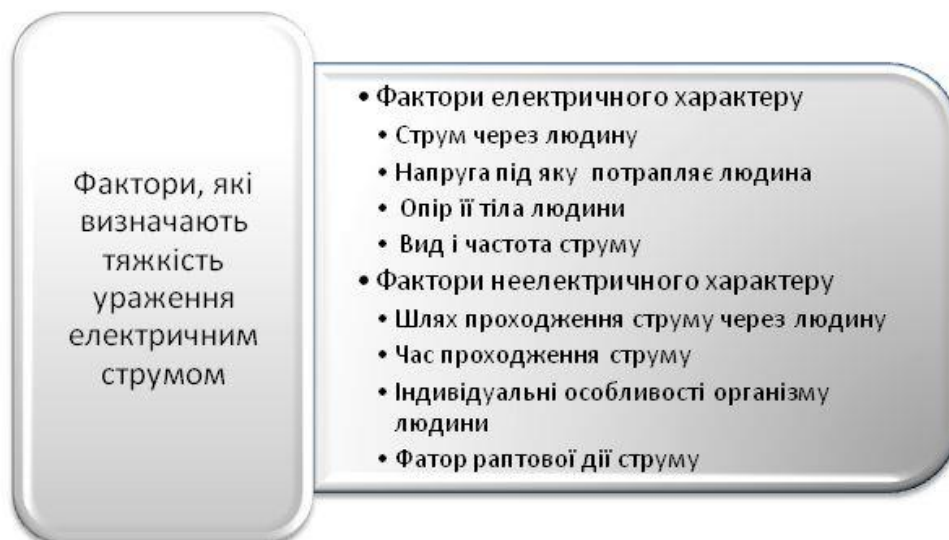 Фактори, які
визначають
тяжкість
ураження
електричним
струмом
• Фактори електричного характеру
• Струм через людину
• Напруга під яку потрапляє людина
• Опір її тіла людини
• Вид і частота струму
• Фактори неелектричного характеру
• Шлях проходження струму через людину
• Час проходження струму
• Індивідуальні особливості організму
людини
• Фатор раптової дії струму